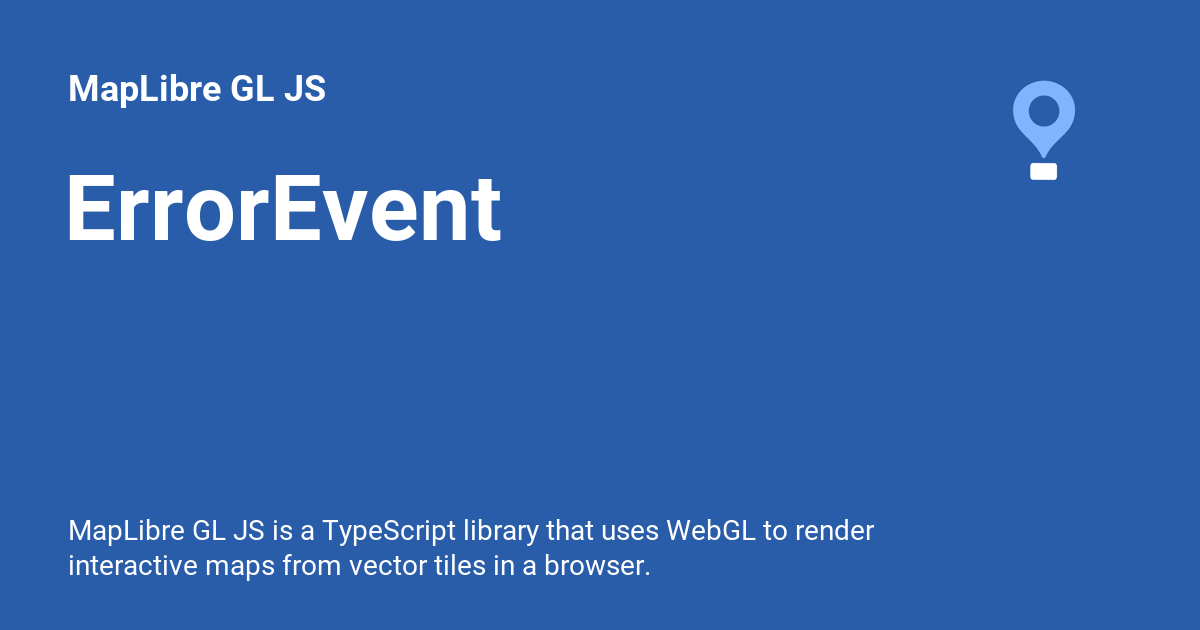 MapLibre GL JS
ErrorEvent
MapLibre GL JS is a TypeScript library that uses WebGL to render
interactive maps from vector tiles in a browser.